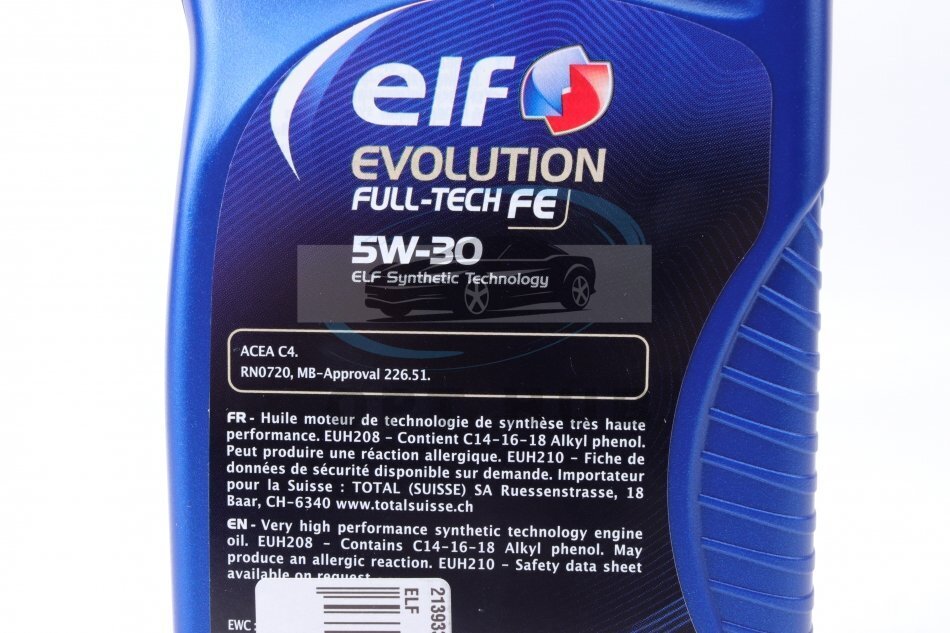 elf
EVOLUTION
FULL-TECH FE
5W-30
ELF Synthetic Technology
ACEA C4.
RN0720, MB-Approval 226.51.
FR - Huile moteur de technologie de synthèse très haute
performance. EUH208 – Contient C14-16-18 Alkyl phenol.
Peut produire une réaction allergique. EUH210 – Fiche de
données de sécurité disponible sur demande. Importateur
pour la Suisse : TOTAL (SUISSE) SA Ruessenstrasse, 18
Baar, CH-6340 www.totalsuisse.ch
EN - Very high performance synthetic technology engine
oil. EUH208 – Contains C14-16-18 Alkyl phenol. May
produce an allergic reaction. EUH210 – Safety data sheet
available on request.
EWC :
ELF